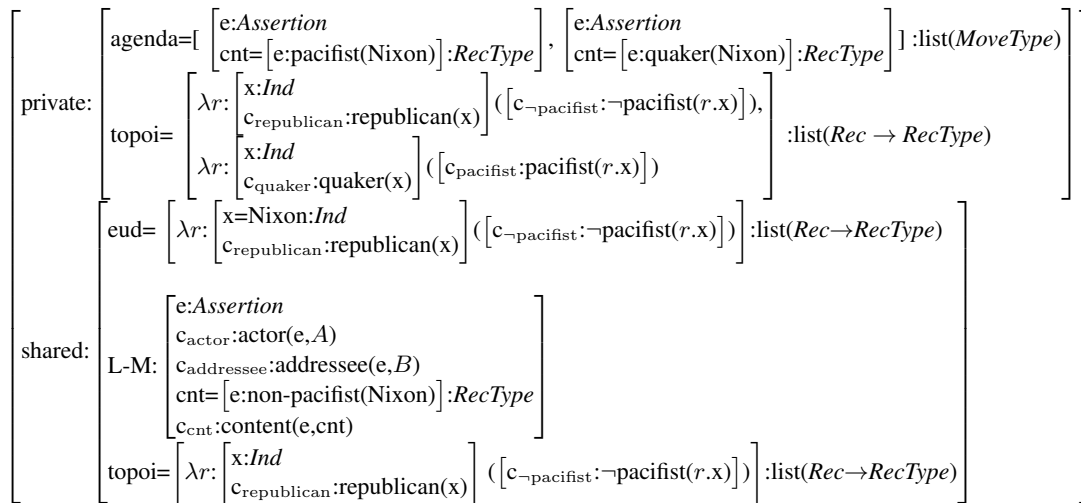 e:Assertion e:Assertion
agenda=[ cnt=[e:pacifist(Nixon)]:RecType , cnt=[e:quaker(Nixon)]:RecType ] :list(MoveType)
private:
λr: [x:Ind
c_republican:republican(x)] ([c_¬pacifist:¬pacifist(r.x)]),
topoi= :list(Rec → RecType)
λr: [x:Ind
c_quaker:quaker(x)] ([c_pacifist:pacifist(r.x)])
eud= [λr: [x=Nixon:Ind
c_republican:republican(x)] ([c_¬pacifist:¬pacifist(r.x)])] :list(Rec→RecType)
e:Assertion
c_actor:actor(e,A)
shared: L-M: c_addressee:addressee(e,B)
cnt=[e:non-pacifist(Nixon)]:RecType
c_cnt:content(e,cnt)
topoi= [λr: [x:Ind
c_republican:republican(x)] ([c_¬pacifist:¬pacifist(r.x)])] :list(Rec→RecType)